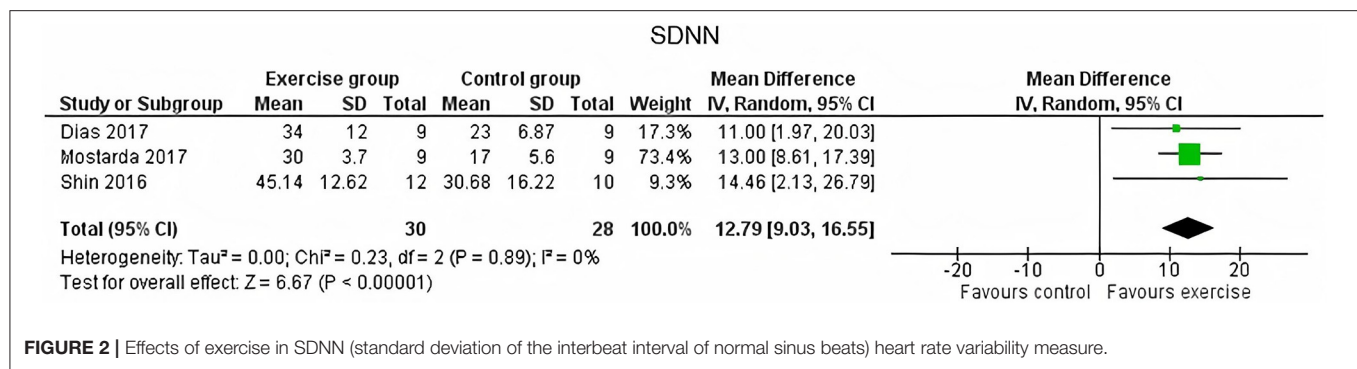 SDNN
Exercise group Control group Mean Difference Mean Difference
Study or Subgroup Mean SD Total Mean SD Total Weight IV, Random, 95% CI IV, Random, 95% CI
Dias 2017 34 12 9 23 6.87 9 17.3% 11.00 [1.97, 20.03]
Mostarda 2017 30 3.7 9 17 5.6 9 73.4% 13.00 [8.61, 17.39]
Shin 2016 45.14 12.62 12 30.68 16.22 10 9.3% 14.46 [2.13, 26.79]
Total (95% CI) 30 28 100.0% 12.79 [9.03, 16.55]
Heterogeneity: Tau² = 0.00; Chi² = 0.23, df = 2 (P = 0.89); I² = 0%
Test for overall effect: Z = 6.67 (P < 0.00001)
-20 -10 0 10 20
Favours control Favours exercise
FIGURE 2 | Effects of exercise in SDNN (standard deviation of the interbeat interval of normal sinus beats) heart rate variability measure.